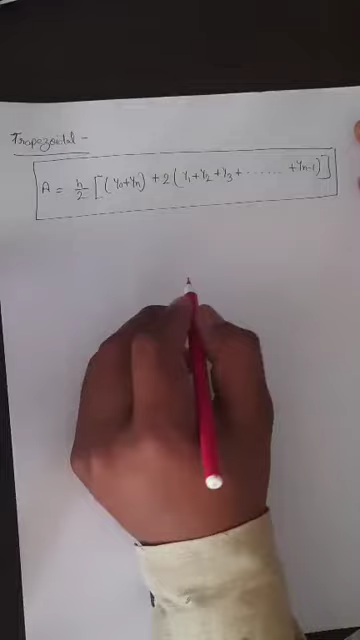 Trapezoidal -
A = h/2 [(y₀+yₙ) + 2(y₁+y₂+y₃+ ...... +yₙ₋₁)]